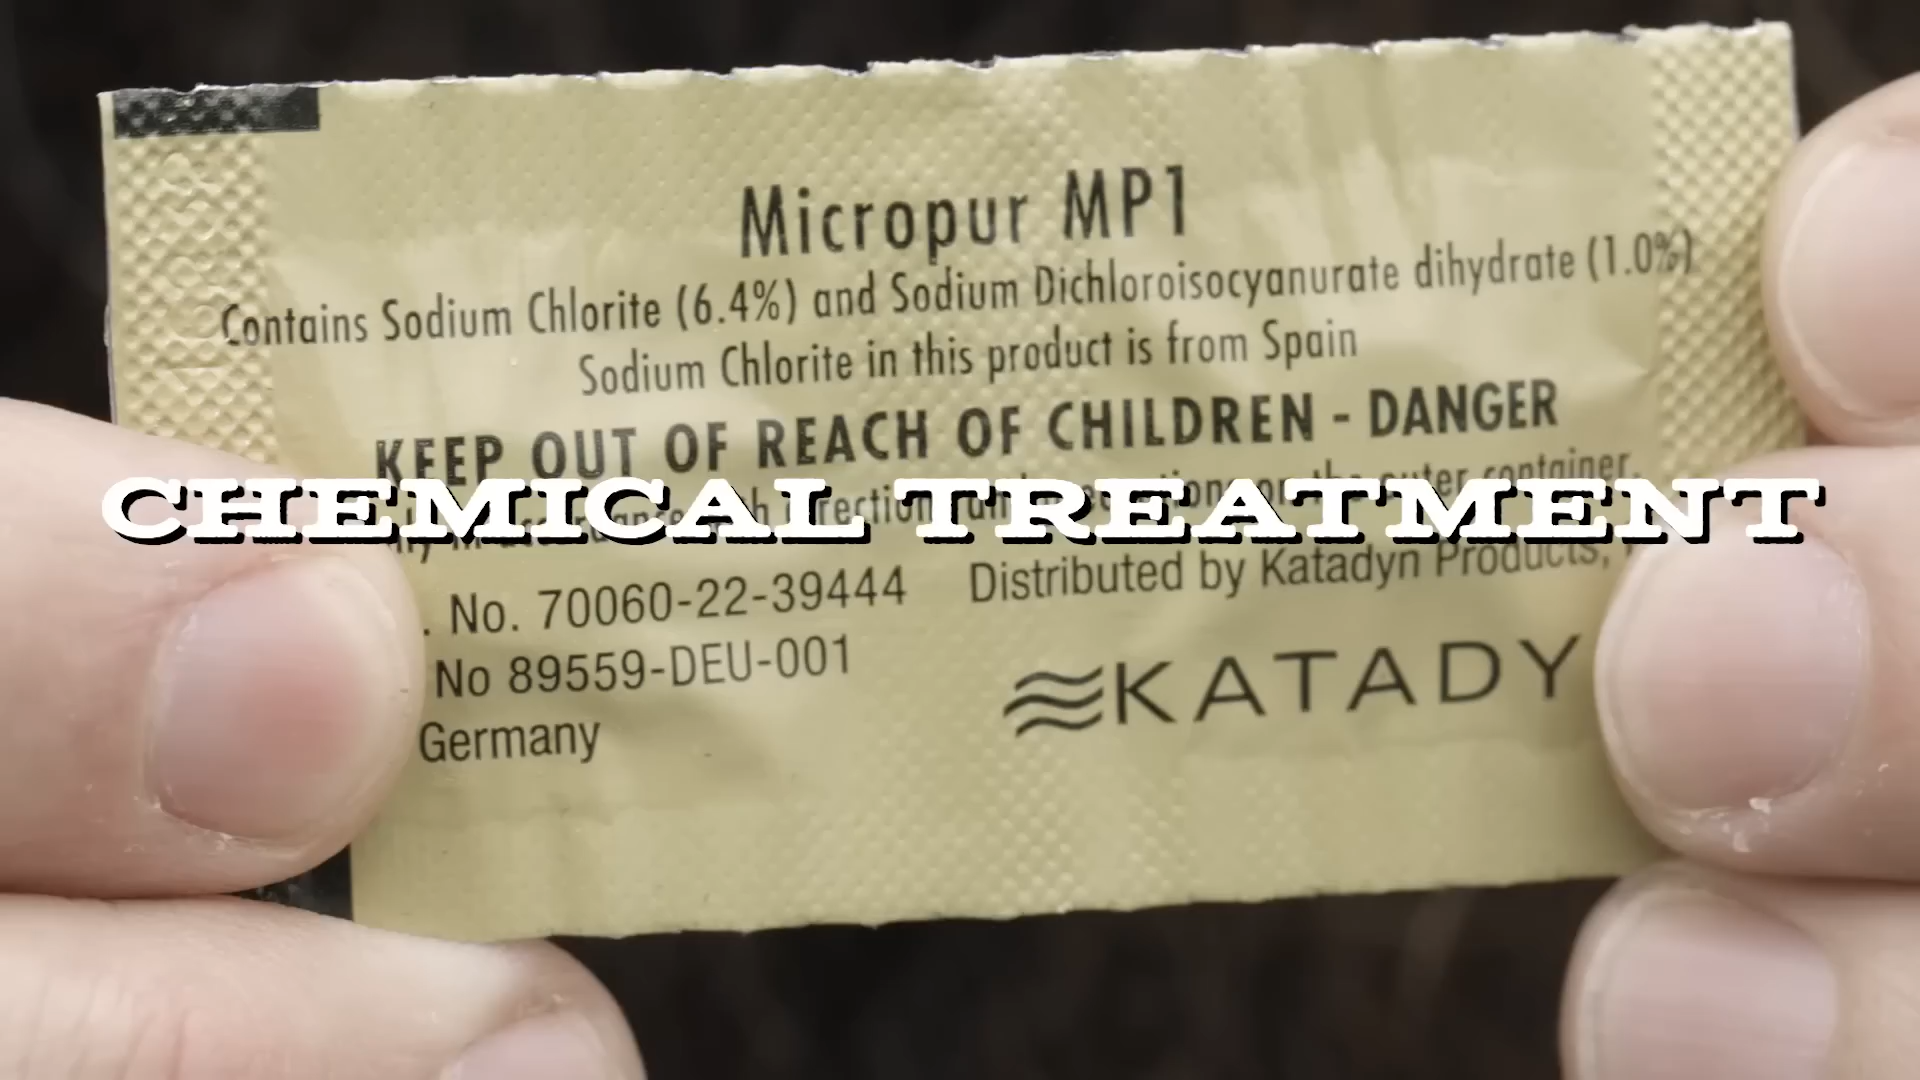 Micropur MP1
Contains Sodium Chlorite (6.4%) and Sodium Dichloroisocyanurate dihydrate (1.0%)
Sodium Chlorite in this product is from Spain
KEEP OUT OF REACH OF CHILDREN - DANGER
outer container.
CHEMICAL TREATMENT
. No. 70060-22-39444 Distributed by Katadyn Products,
No 89559-DEU-001
KATADY
Germany